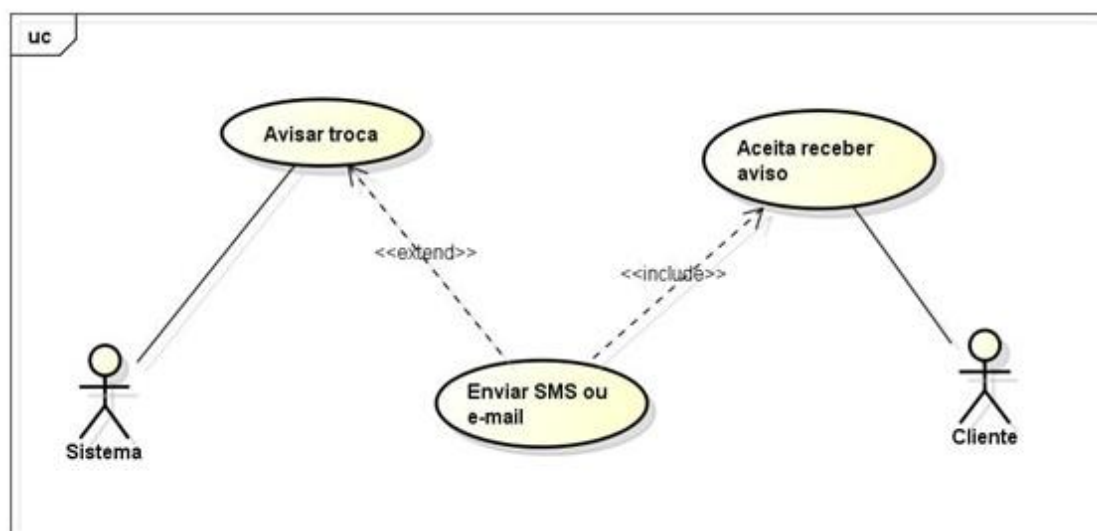 uc
Avisar troca
Aceita receber
aviso
<<extend>>
<<include>>
Enviar SMS ou
e-mail
Sistema
Cliente